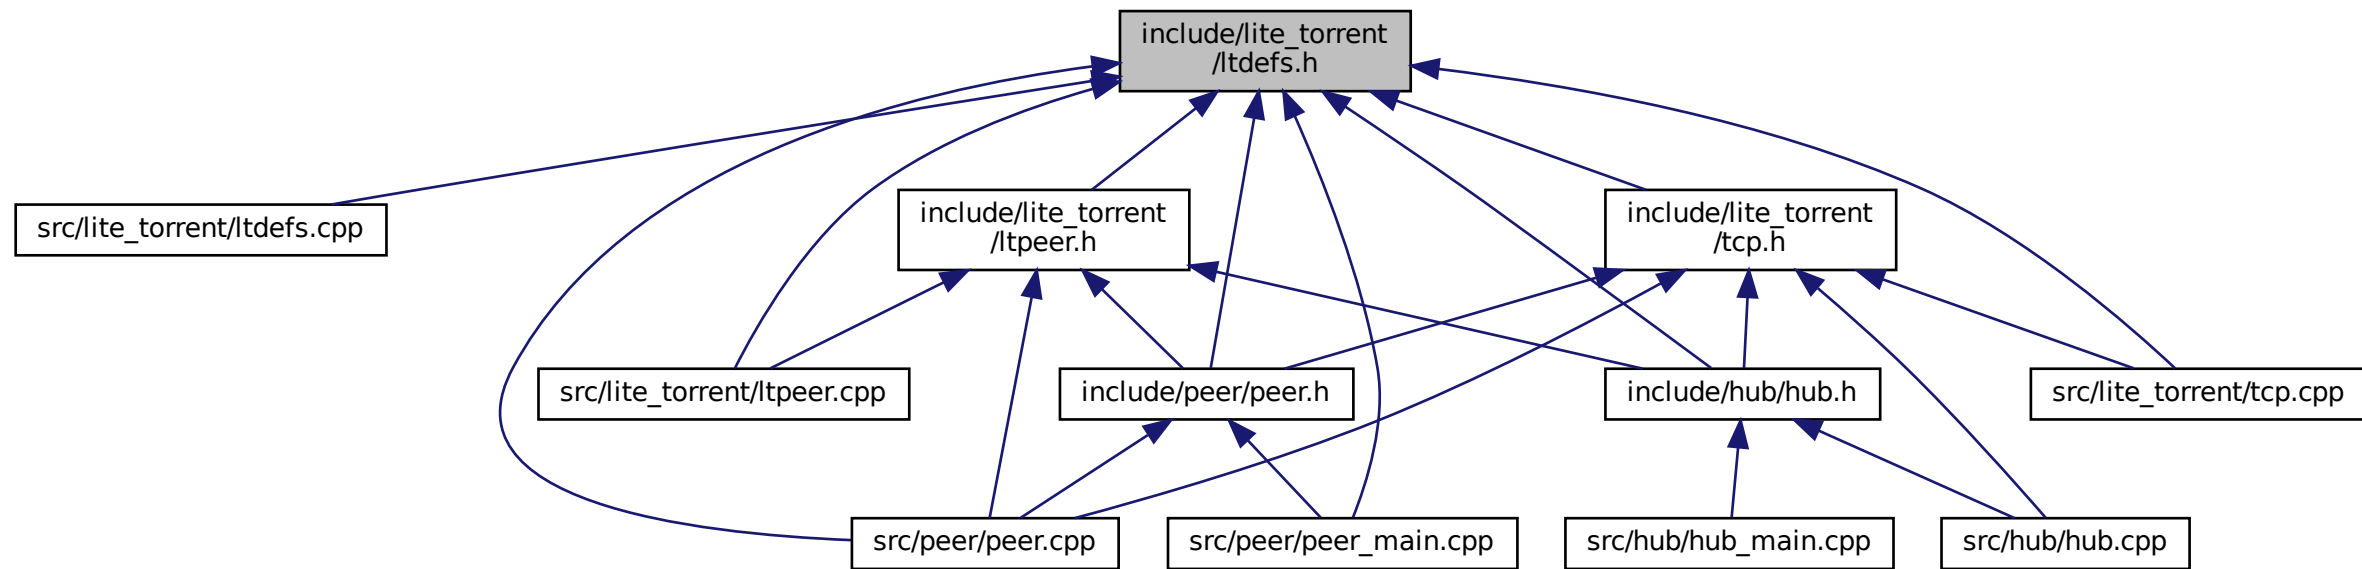 include/lite_torrent
/ltdefs.h
src/lite_torrent/ltdefs.cpp
include/lite_torrent
/ltpeer.h
include/lite_torrent
/tcp.h
src/lite_torrent/ltpeer.cpp
include/peer/peer.h
include/hub/hub.h
src/lite_torrent/tcp.cpp
src/peer/peer.cpp
src/peer/peer_main.cpp
src/hub/hub_main.cpp
src/hub/hub.cpp